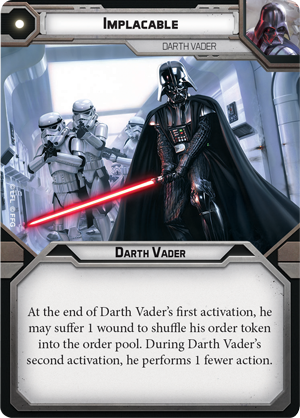 IMPLACABLE
DARTH VADER
DARTH VADER
At the end of Darth Vader's first activation, he
may suffer 1 wound to shuffle his order token
into the order pool. During Darth Vader's
second activation, he performs 1 fewer action.